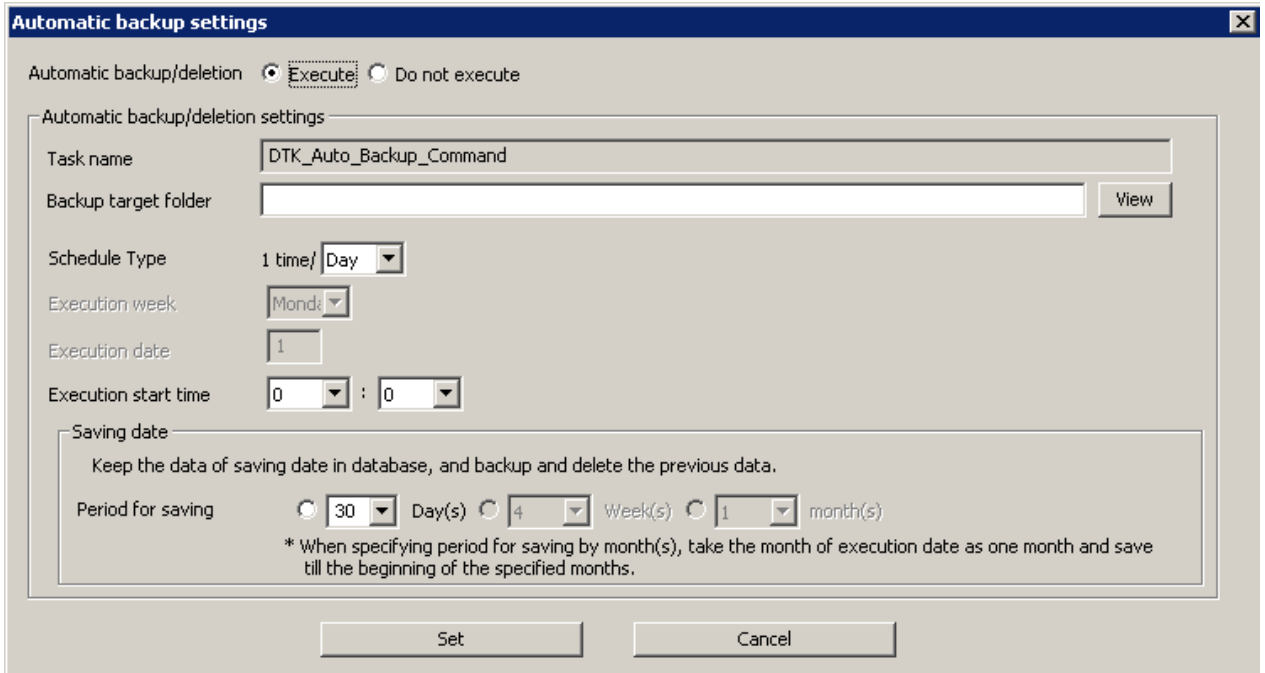 Automatic backup settings
Automatic backup/deletion Execute Do not execute
Automatic backup/deletion settings
Task name DTK_Auto_Backup_Command
Backup target folder View
Schedule Type 1 time/ Day
Execution week Monda
Execution date 1
Execution start time 0 : 0
Saving date
Keep the data of saving date in database, and backup and delete the previous data.
Period for saving 30 Day(s) 4 Week(s) 1 month(s)
* When specifying period for saving by month(s), take the month of execution date as one month and save
till the beginning of the specified months.
Set Cancel